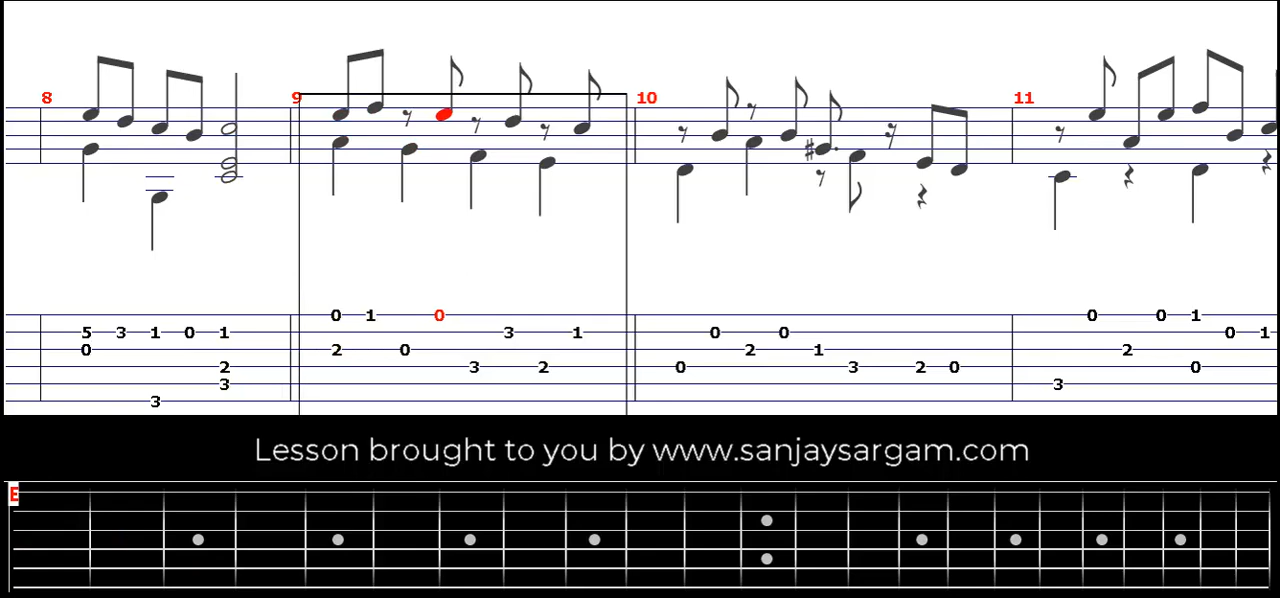 8 9 10 11
0 1 0 0 0 1
5 3 1 0 1 3 1 0 0 0 1
0 2 0 2 1 2
2 3 2 0 3 2 0 0
3 3
3
Lesson brought to you by www.sanjaysargam.com
E